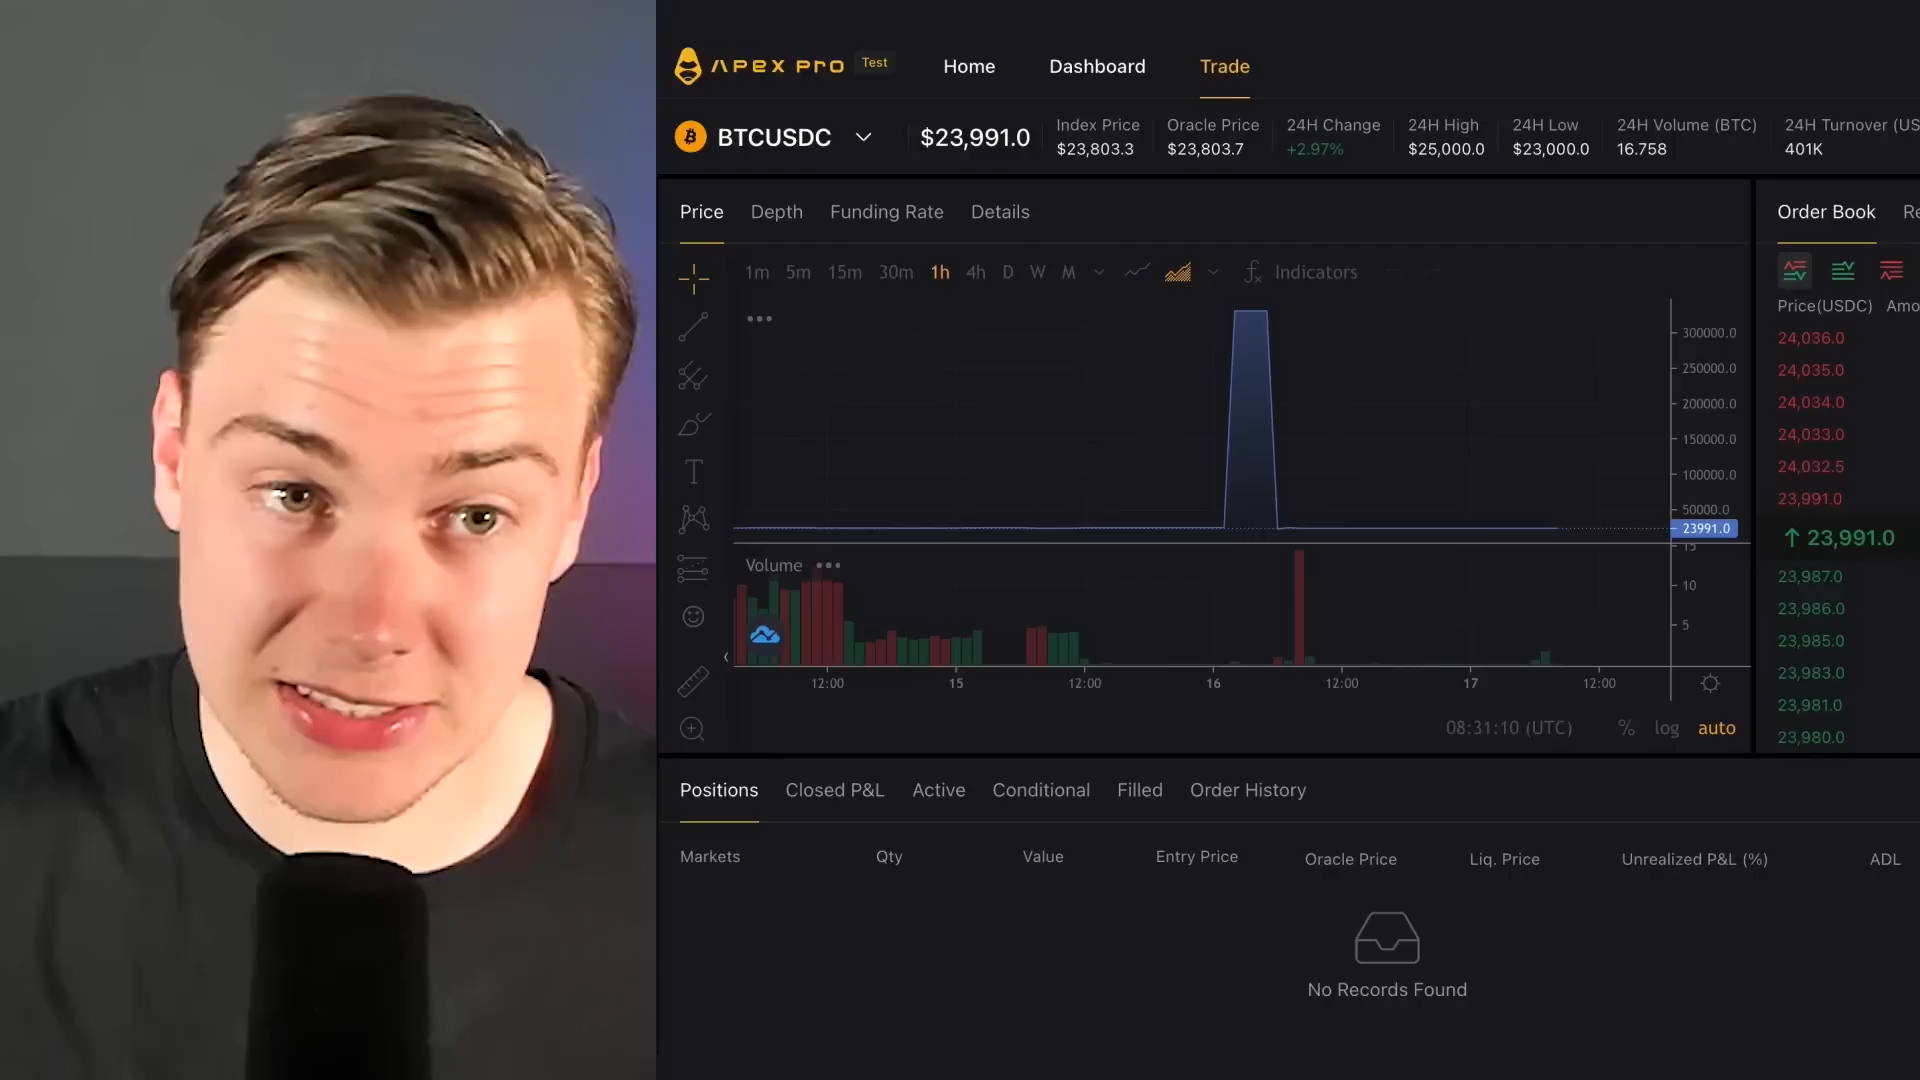 APEX PRO Test Home Dashboard Trade
BTCUSDC $23,991.0
Index Price $23,803.3
Oracle Price $23,803.7
24H Change +2.97%
24H High $25,000.0
24H Low $23,000.0
24H Volume (BTC) 16.758
24H Turnover (US 401K
Price Depth Funding Rate Details
1m 5m 15m 30m 1h 4h D W M Indicators
300000.0
250000.0
200000.0
150000.0
100000.0
50000.0
23991.0
Volume
15
10
5
12:00 15 12:00 16 12:00 17 12:00
08:31:10 (UTC) % log auto
Order Book Re
Price(USDC) Amo
24,036.0
24,035.0
24,034.0
24,033.0
24,032.5
23,991.0
↑ 23,991.0
23,987.0
23,986.0
23,985.0
23,983.0
23,981.0
23,980.0
Positions Closed P&L Active Conditional Filled Order History
Markets Qty Value Entry Price Oracle Price Liq. Price Unrealized P&L (%) ADL
No Records Found